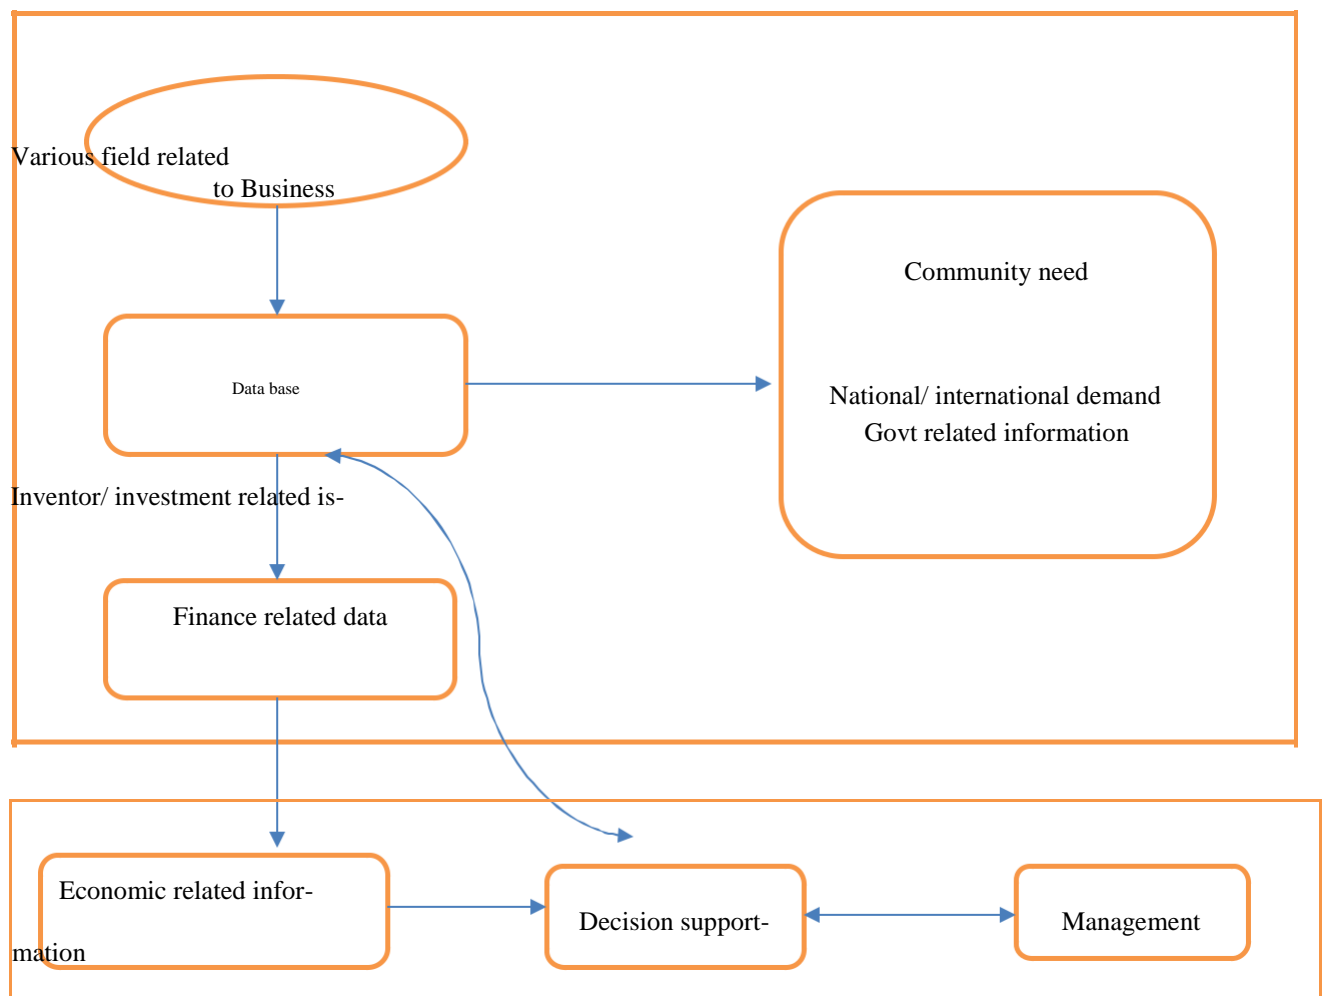 Various field related
to Business
Community need
Data base
National/ international demand
Govt related information
Inventor/ investment related is-
Finance related data
Economic related infor-
mation
Decision support-
Management